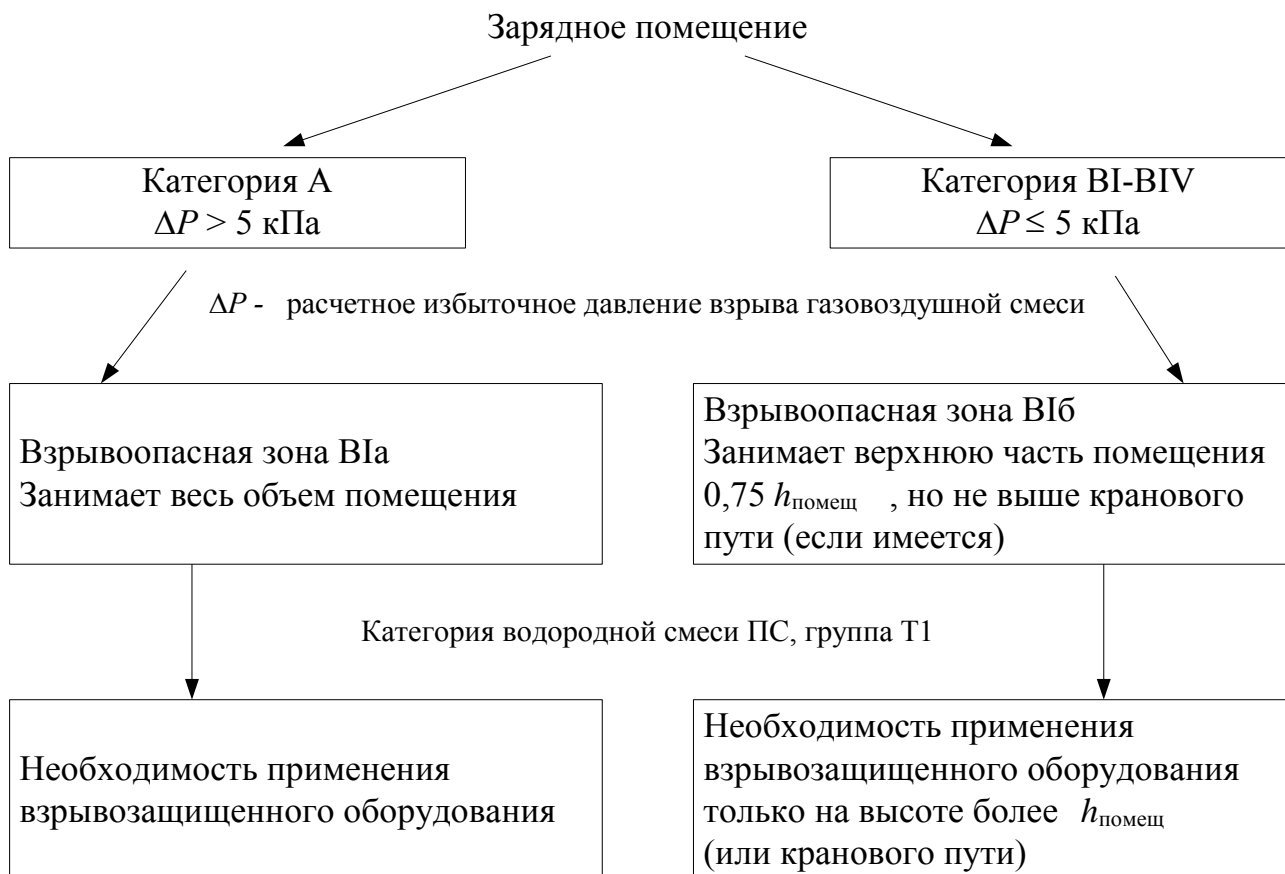 Зарядное помещение
Категория А
ΔP > 5 кПа
Категория BI-BIV
ΔP ≤ 5 кПа
ΔP - расчетное избыточное давление взрыва газовоздушной смеси
Взрывоопасная зона BIа
Занимает весь объем помещения
Взрывоопасная зона BIб
Занимает верхнюю часть помещения
0,75 hпомещ , но не выше кранового
пути (если имеется)
Категория водородной смеси ПС, группа Т1
Необходимость применения
взрывозащищенного оборудования
Необходимость применения
взрывозащищенного оборудования
только на высоте более hпомещ
(или кранового пути)